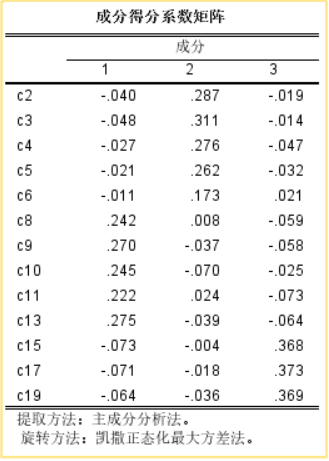 成分得分系数矩阵
成分
1 2 3
c2 -.040 .287 -.019
c3 -.048 .311 -.014
c4 -.027 .276 -.047
c5 -.021 .262 -.032
c6 -.011 .173 .021
c8 .242 .008 -.059
c9 .270 -.037 -.058
c10 .245 -.070 -.025
c11 .222 .024 -.073
c13 .275 -.039 -.064
c15 -.073 -.004 .368
c17 -.071 -.018 .373
c19 -.064 -.036 .369
提取方法：主成分分析法。
旋转方法：凯撒正态化最大方差法。